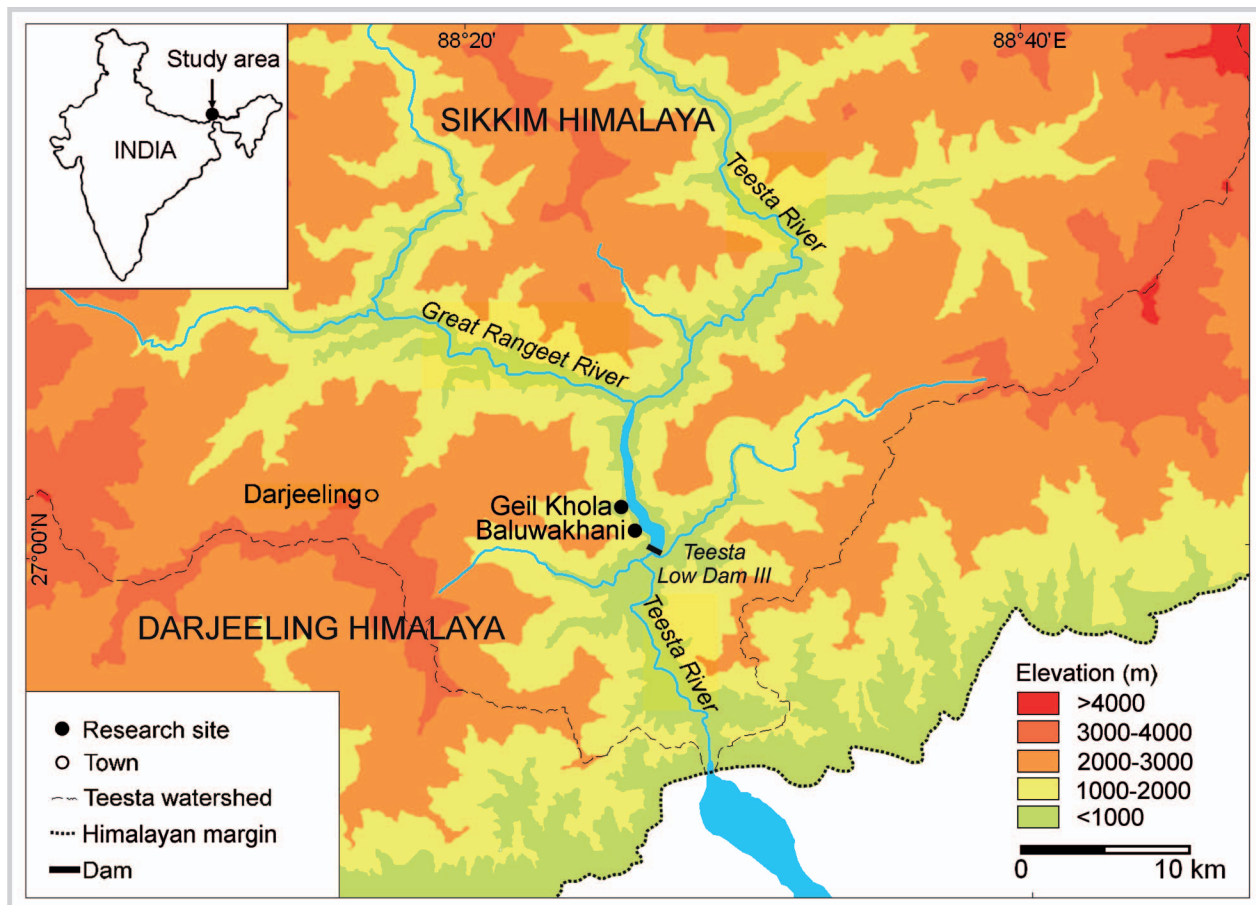 88°20'
88°40'E
Study area
INDIA
SIKKIM HIMALAYA
Teesta River
Great Rangeet River
Darjeeling
Geil Khola
Baluwakhani
27°00'N
Teesta
Low Dam III
DARJEELING HIMALAYA
Teesta River
Research site
Town
Teesta watershed
Himalayan margin
Dam
Elevation (m)
>4000
3000-4000
2000-3000
1000-2000
<1000
0 10 km